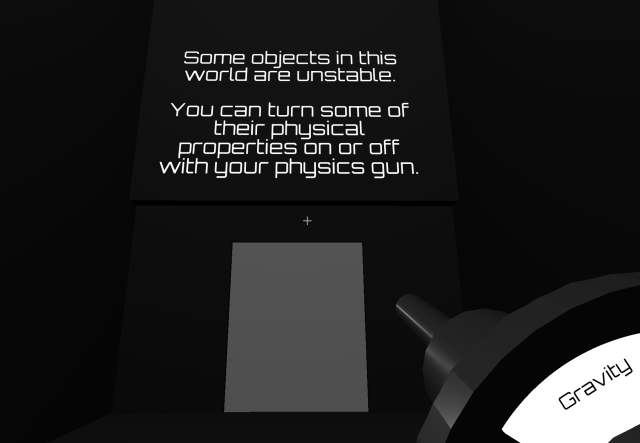 Some objects in this
world are unstable.
You can turn some of
their physical
properties on or off
with your physics gun.
Gravity